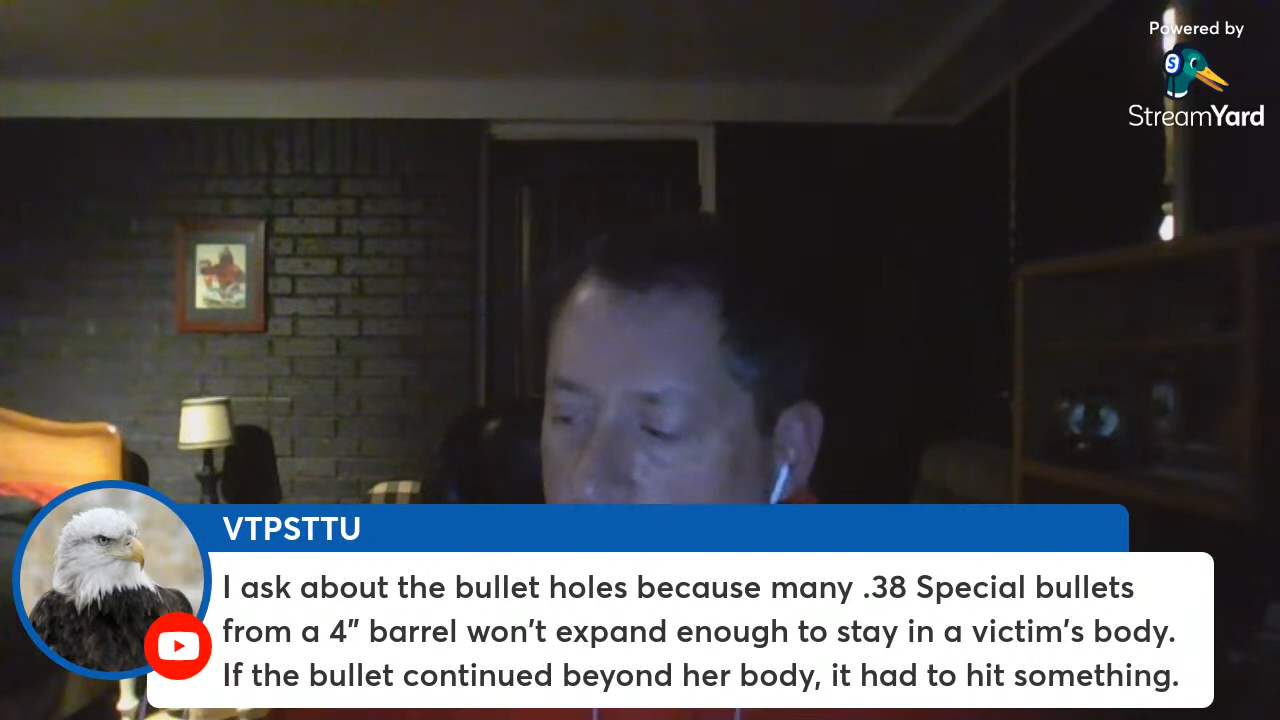 Powered by
S
StreamYard
VTPSTTU
I ask about the bullet holes because many .38 Special bullets
from a 4” barrel won’t expand enough to stay in a victim’s body.
If the bullet continued beyond her body, it had to hit something.